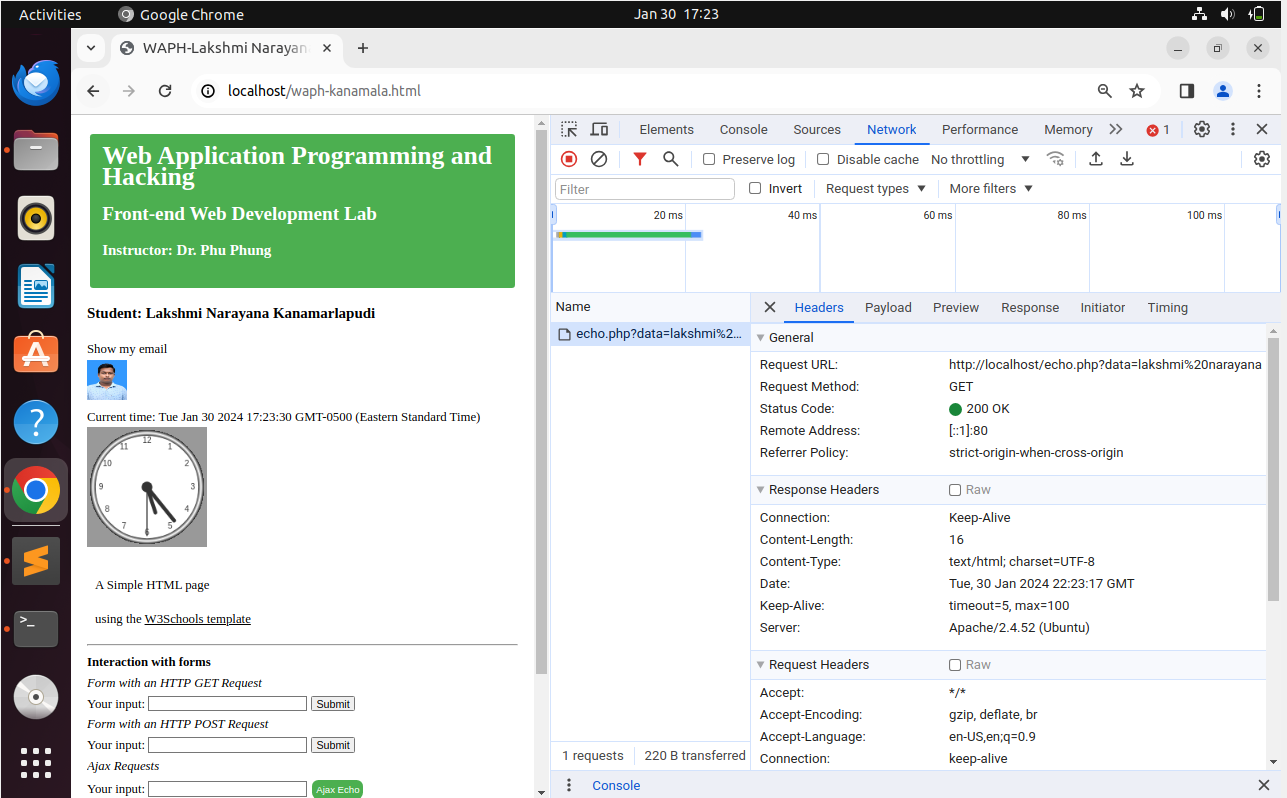 Activities
Google Chrome
Jan 30 17:23
WAPH-Lakshmi Narayan
localhost/waph-kanamala.html
Web Application Programming and
Hacking
Front-end Web Development Lab
Instructor: Dr. Phu Phung
Student: Lakshmi Narayana Kanamarlapudi
Show my email
Current time: Tue Jan 30 2024 17:23:30 GMT-0500 (Eastern Standard Time)
12
1
2
3
4
5
6
7
8
9
10
11
A Simple HTML page
using the W3Schools template
Interaction with forms
Form with an HTTP GET Request
Your input: Submit
Form with an HTTP POST Request
Your input: Submit
Ajax Requests
Your input: Ajax Echo
Elements Console Sources Network Performance Memory 1
Preserve log Disable cache No throttling
Filter Invert Request types More filters
20 ms 40 ms 60 ms 80 ms 100 ms
Name
echo.php?data=lakshmi%2...
1 requests 220 B transferred
Headers Payload Preview Response Initiator Timing
General
Request URL: http://localhost/echo.php?data=lakshmi%20narayana
Request Method: GET
Status Code: 200 OK
Remote Address: [::1]:80
Referrer Policy: strict-origin-when-cross-origin
Response Headers Raw
Connection: Keep-Alive
Content-Length: 16
Content-Type: text/html; charset=UTF-8
Date: Tue, 30 Jan 2024 22:23:17 GMT
Keep-Alive: timeout=5, max=100
Server: Apache/2.4.52 (Ubuntu)
Request Headers Raw
Accept: */*
Accept-Encoding: gzip, deflate, br
Accept-Language: en-US,en;q=0.9
Connection: keep-alive
Console